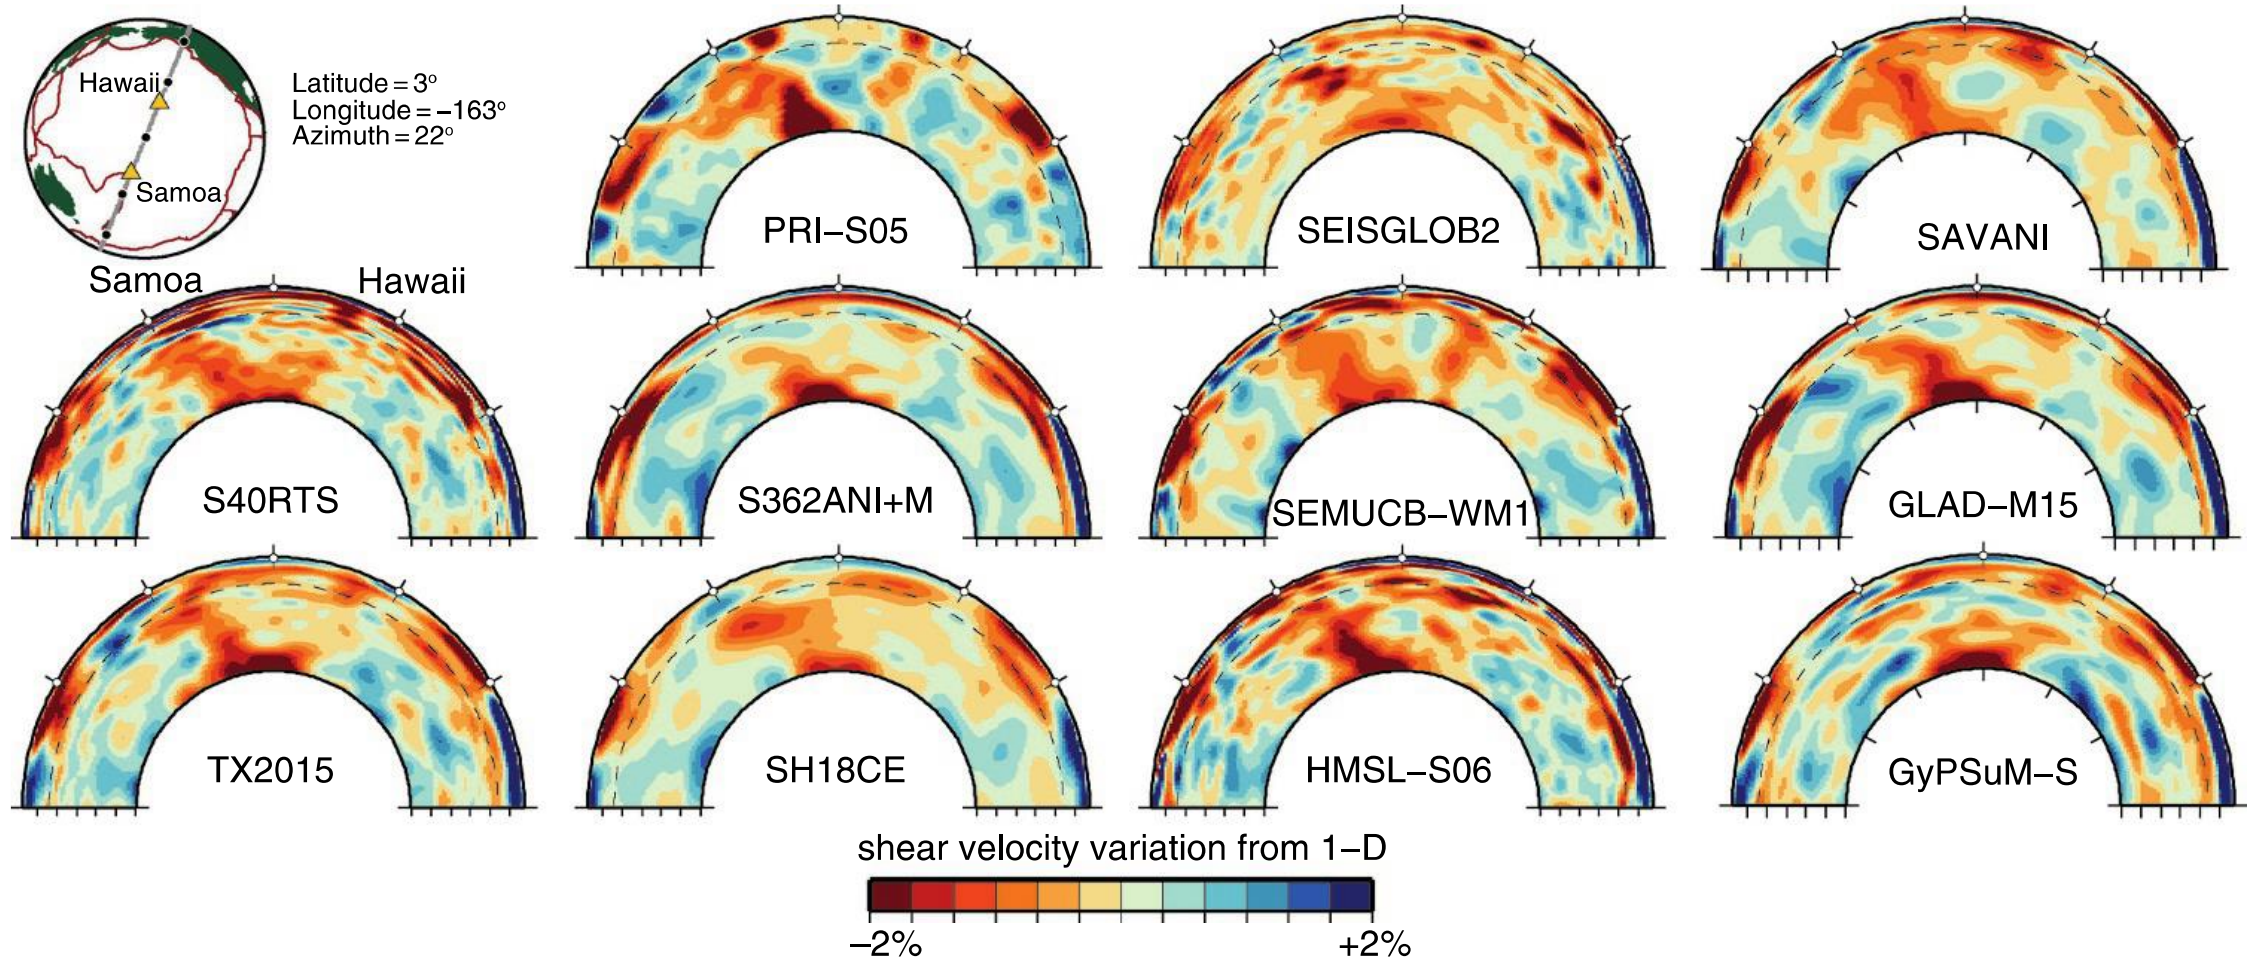 Hawaii
Samoa
Latitude = 3°
Longitude = −163°
Azimuth = 22°
PRI−S05
SEISGLOB2
SAVANI
Samoa
Hawaii
S40RTS
S362ANI+M
SEMUCB−WM1
GLAD−M15
TX2015
SH18CE
HMSL−S06
GyPSuM−S
shear velocity variation from 1−D
−2%
+2%